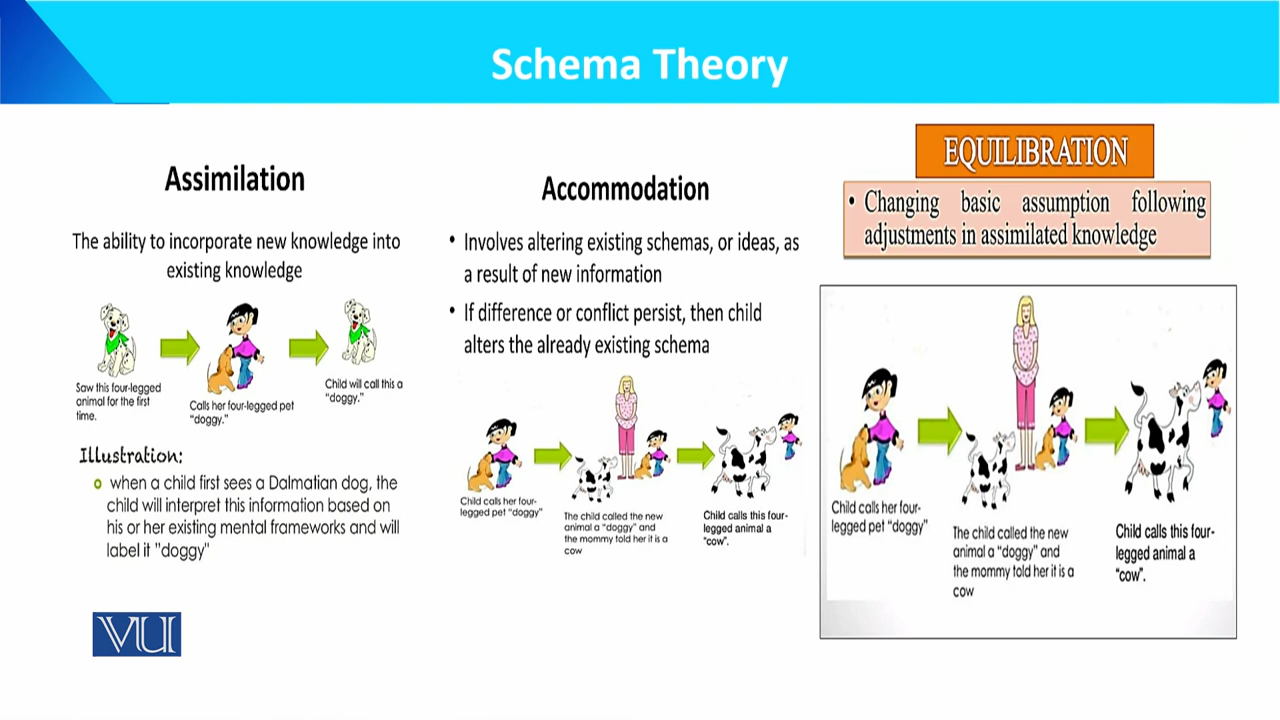 Schema Theory
Assimilation
The ability to incorporate new knowledge into
existing knowledge
Saw this four-legged
animal for the first
time.
Calls her four-legged pet
"doggy."
Child will call this a
"doggy."
Illustration:
when a child first sees a Dalmatian dog, the
child will interpret this information based on
his or her existing mental frameworks and will
label it "doggy"
VUI
Accommodation
• Involves altering existing schemas, or ideas, as
a result of new information
• If difference or conflict persist, then child
alters the already existing schema
Child calls her four-
legged pet "doggy"
The child called the new
animal a "doggy" and
the mommy told her it is a
cow
Child calls this four-
legged animal a
"cow".
EQUILIBRATION
• Changing basic assumption following
adjustments in assimilated knowledge
Child calls her four-
legged pet "doggy"
The child called the new
animal a "doggy" and
the mommy told her it is a
cow
Child calls this four-
legged animal a
"cow".